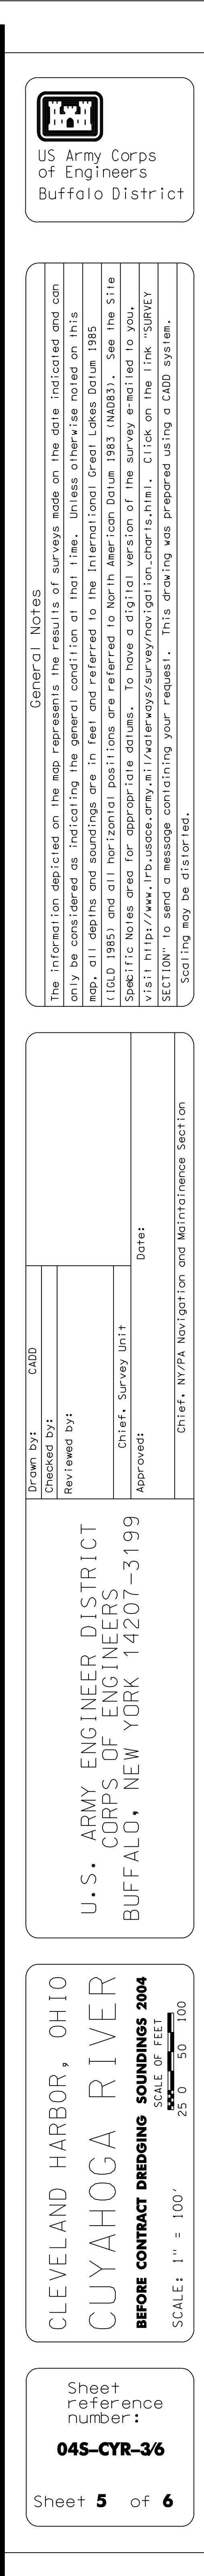 US Army Corps
of Engineers
Buffalo District
General Notes
The information depicted on the map represents the results of surveys made on the date indicated and can
only be considered as indicating the general condition at that time. Unless otherwise noted on this
map, all depths and soundings are in feet and referred to the International Great Lakes Datum 1985
(IGLD 1985) and all horizontal positions are referred to North American Datum 1983 (NAD83). See the Site
Specific Notes area for appropriate datums. To have a digital version of the survey e-mailed to you,
visit http://www.lrb.usace.army.mil/waterways/survey/navigation_charts.html. Click on the link "SURVEY
SECTION" to send a message containing your request. This drawing was prepared using a CADD system.
Scaling may be distorted.
Drawn by: CADD
Checked by:
Reviewed by:
Chief, Survey Unit
Approved: Date:
Chief, NY/PA Navigation and Maintainence Section
U.S. ARMY ENGINEER DISTRICT
CORPS OF ENGINEERS
BUFFALO, NEW YORK 14207-3199
CLEVELAND HARBOR, OHIO
CUYAHOGA RIVER
BEFORE CONTRACT DREDGING SOUNDINGS 2004
SCALE OF FEET
25 0 50 100
SCALE: 1" = 100'
Sheet
reference
number:
04S-CYR-3/6
Sheet 5 of 6